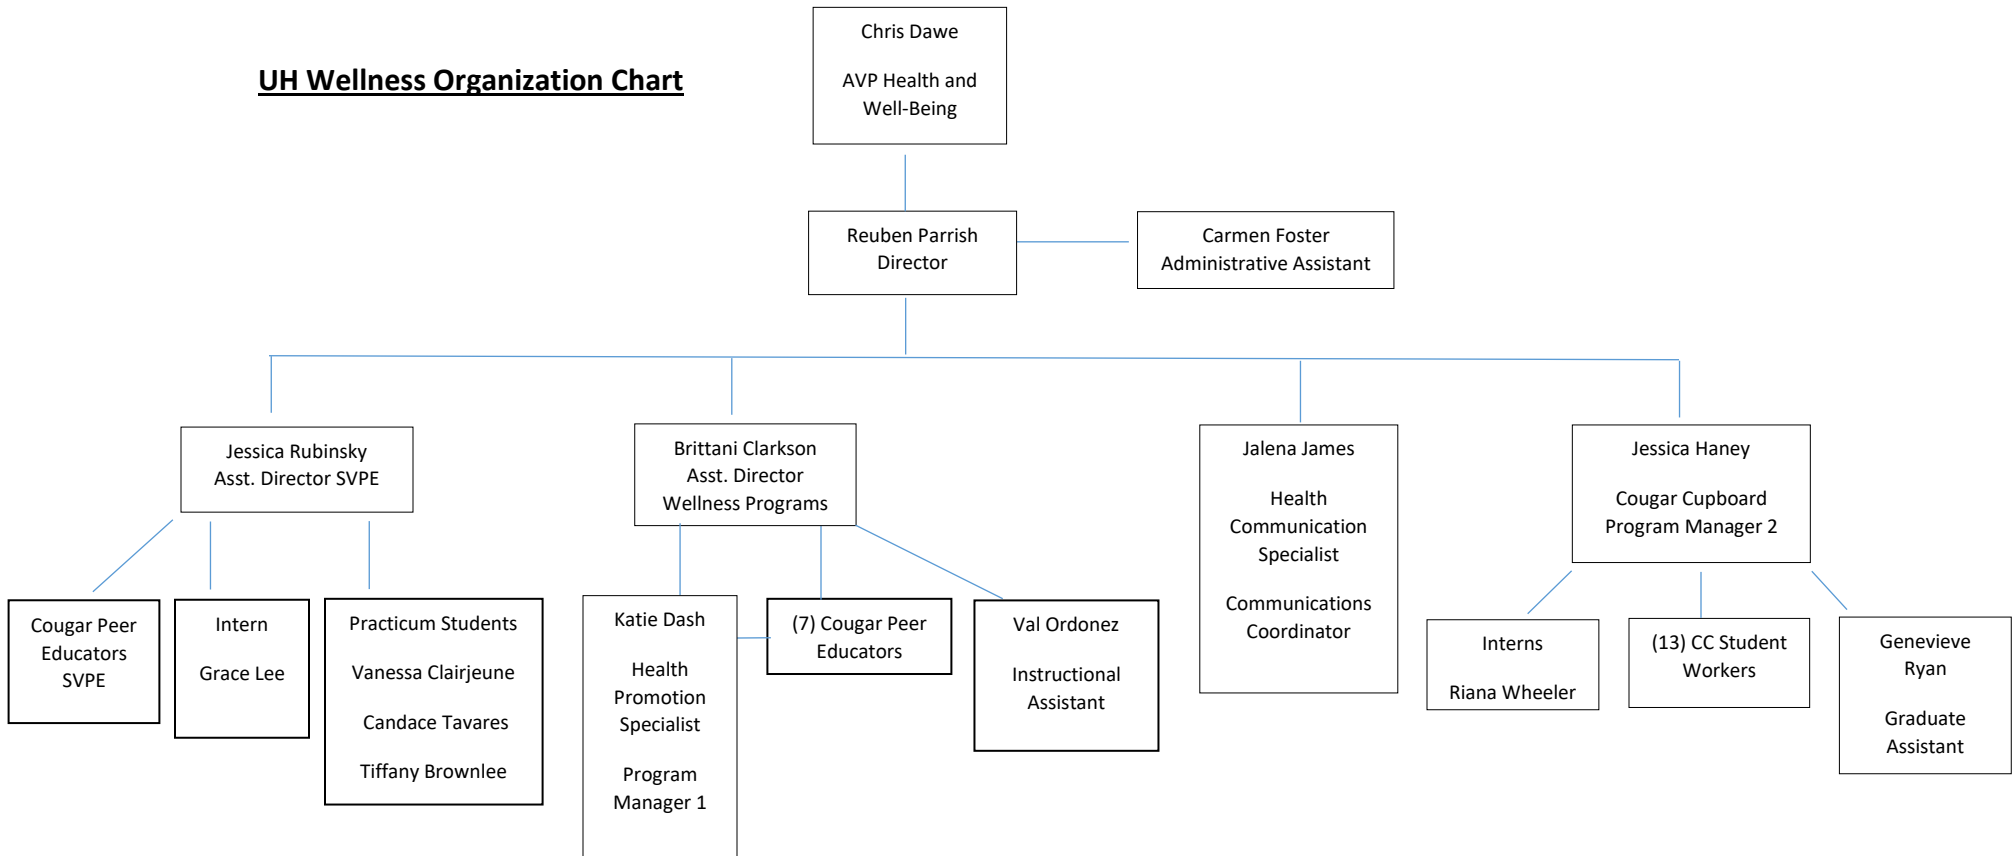 UH Wellness Organization Chart
Chris Dawe
AVP Health and
Well-Being
Reuben Parrish
Director
Carmen Foster
Administrative Assistant
Jessica Rubinsky
Asst. Director SVPE
Brittani Clarkson
Asst. Director
Wellness Programs
Jalena James
Health
Communication
Specialist
Communications
Coordinator
Jessica Haney
Cougar Cupboard
Program Manager 2
Cougar Peer
Educators
SVPE
Intern
Grace Lee
Practicum Students
Vanessa Clairjeune
Candace Tavares
Tiffany Brownlee
Katie Dash
Health
Promotion
Specialist
Program
Manager 1
(7) Cougar Peer
Educators
Val Ordonez
Instructional
Assistant
Interns
Riana Wheeler
(13) CC Student
Workers
Genevieve
Ryan
Graduate
Assistant